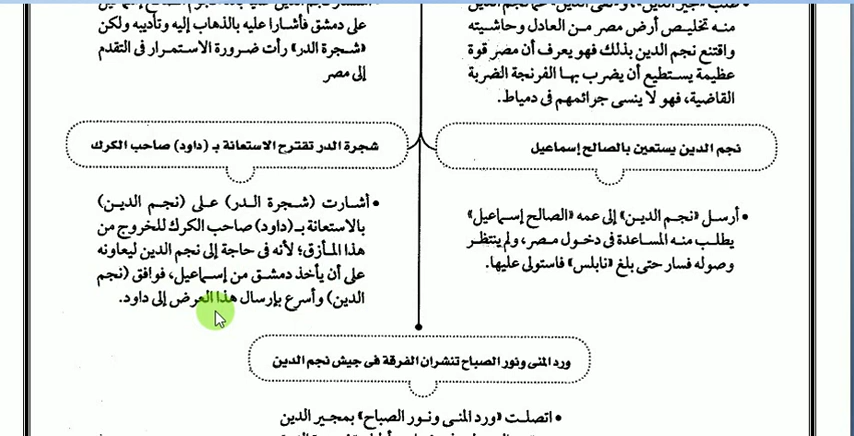 منه تخليص أرض مصر من العادل وحاشيته
واقتنع نجم الدين بذلك فهو يعرف أن مصر قوة
عظيمة يستطيع أن يضرب بها الفرنجة الضربة
القاضية، فهو لا ينسى جرائمهم فى دمياط.
على دمشق فأشارا عليه بالذهاب إليه وتأديبه ولكن
«شجرة الدر» رأت ضرورة الاستمرار فى التقدم
إلى مصر
نجم الدين يستعين بالصالح إسماعيل
• أرسل «نجم الدين» إلى عمه «الصالح إسماعيل»
يطلب منه المساعدة فى دخول مصر، ولم ينتظر
وصوله فسار حتى بلغ «نابلس» فاستولى عليها.
شجرة الدر تقترح الاستعانة بـ (داود) صاحب الكرك
• أشارت (شجرة الدر) على (نجم الدين)
بالاستعانة بـ(داود) صاحب الكرك للخروج من
هذا المأزق؛ لأنه فى حاجة إلى نجم الدين ليعاونه
على أن يأخذ دمشق من إسماعيل، فوافق (نجم
الدين) وأسرع بإرسال هذا العرض إلى داود.
ورد المنى ونور الصباح تنشران الفرقة فى جيش نجم الدين
• اتصلت «ورد المنى ونور الصباح» بمجير الدين